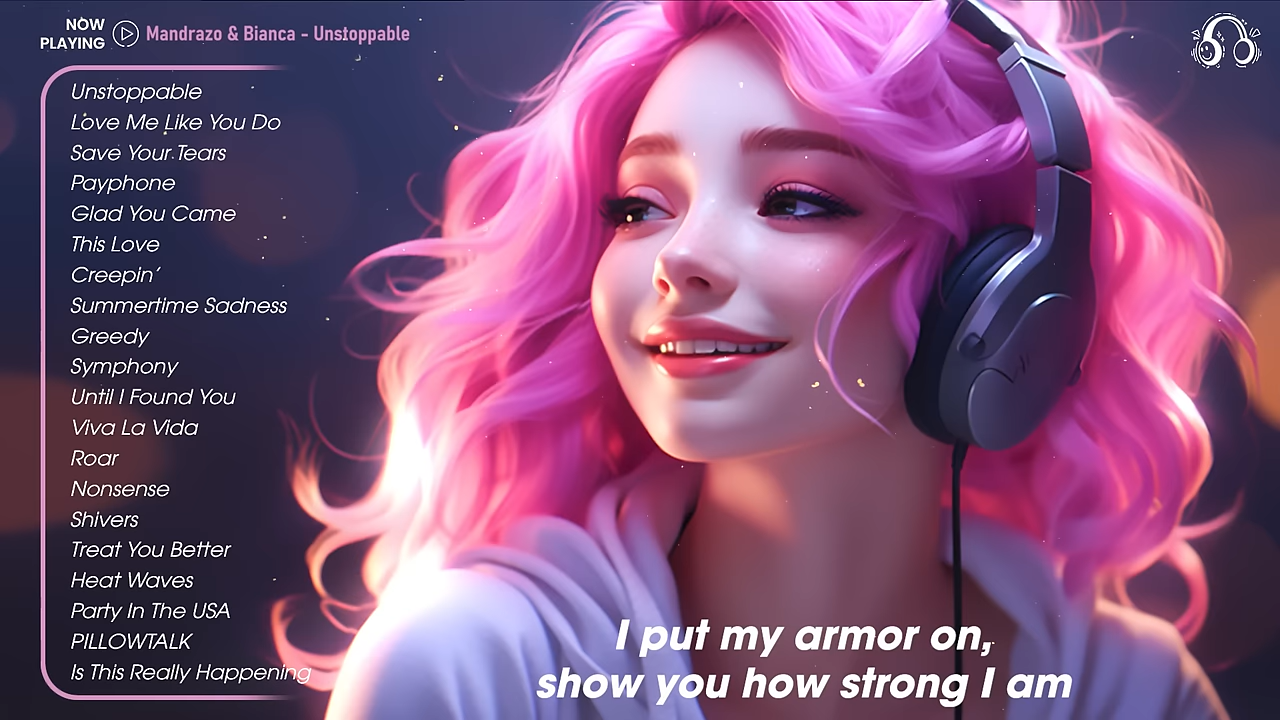 NOW
PLAYING
Mandrazo & Bianca - Unstoppable
Unstoppable
Love Me Like You Do
Save Your Tears
Payphone
Glad You Came
This Love
Creepin'
Summertime Sadness
Greedy
Symphony
Until I Found You
Viva La Vida
Roar
Nonsense
Shivers
Treat You Better
Heat Waves
Party In The USA
PILLOWTALK
Is This Really Happening
I put my armor on,
show you how strong I am